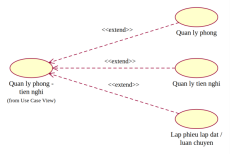 <<extend>>
Quan ly phong
Quan ly phong -
tien nghi
(from Use Case View)
<<extend>>
Quan ly tien nghi
<<extend>>
Lap phieu lap dat /
luan chuyen